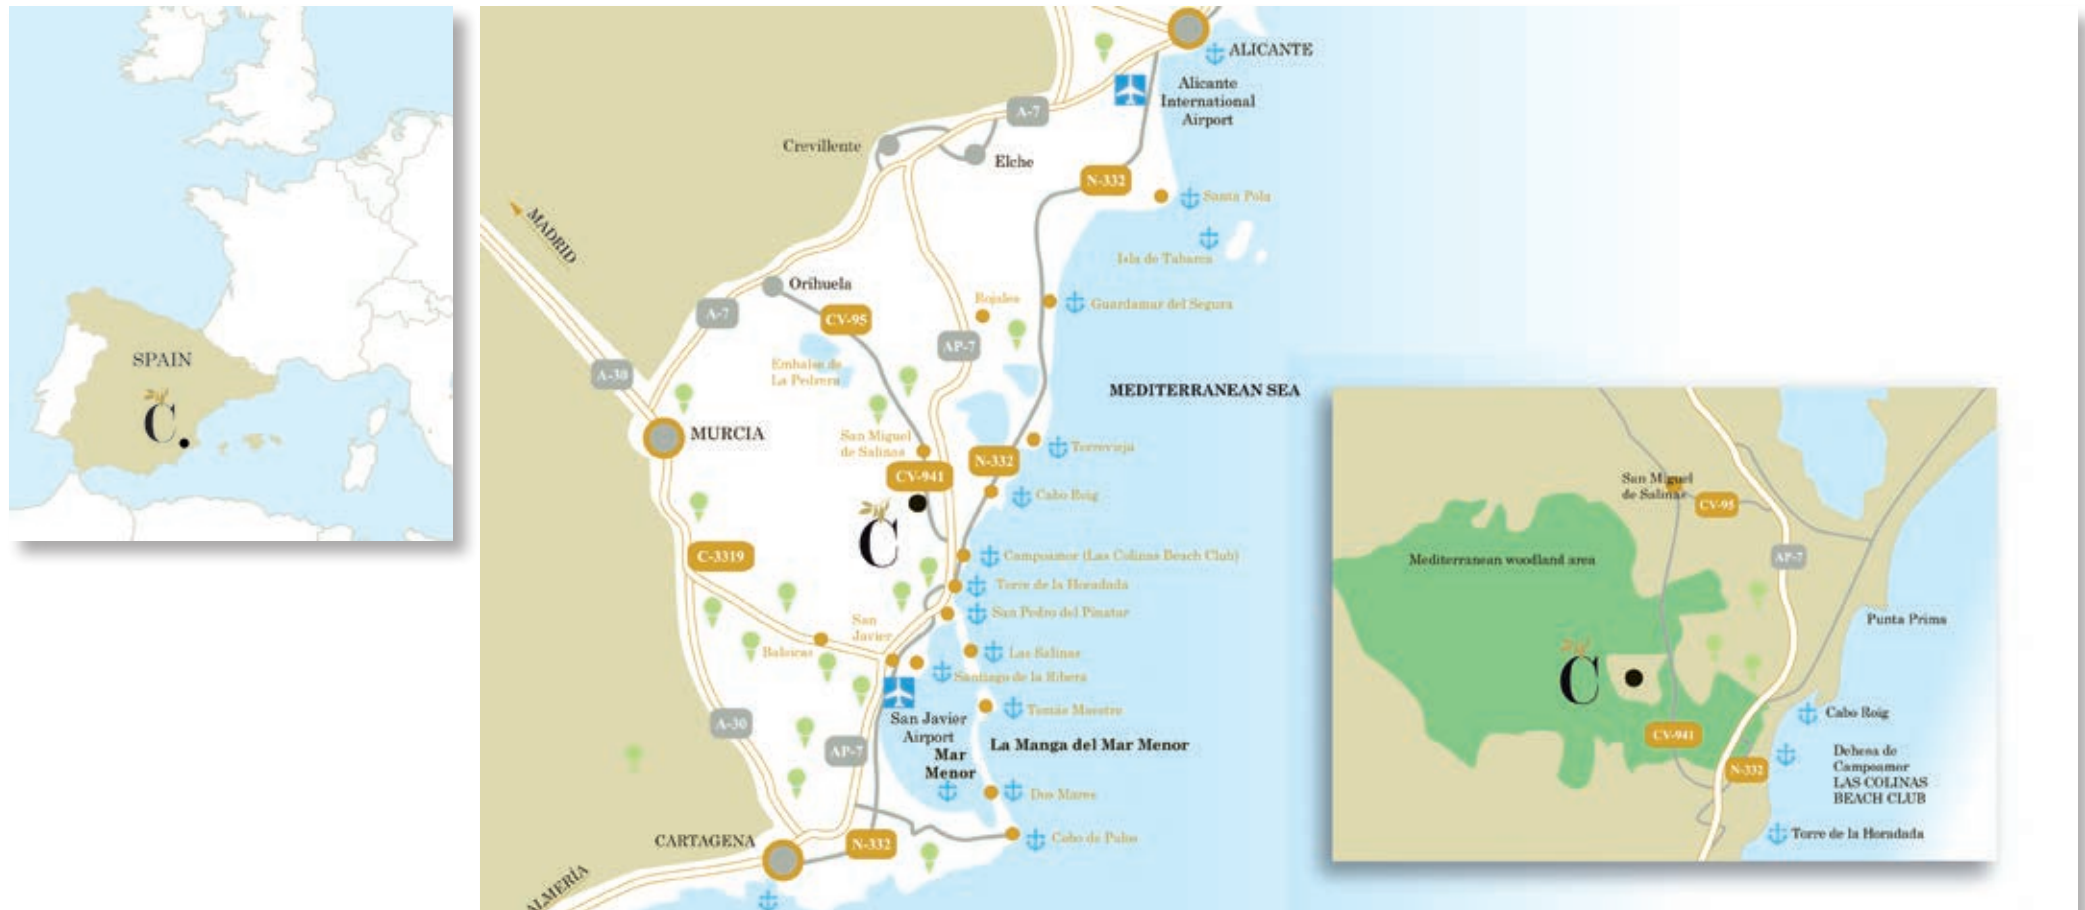 SPAIN
C.
ALICANTE
Alicante
International
Airport
A-7
Crevillente
Elche
N-332
Santa Pola
MADRID
Isla de Tabarca
Orihuela
Rojales
Guardamar del Segura
A-7
CV-95
AP-7
Embalse de
La Pedrera
A-30
MEDITERRANEAN SEA
MURCIA
San Miguel
de Salinas
Torrevieja
N-332
CV-941
Cabo Roig
C
C-3319
Campoamor (Las Colinas Beach Club)
Torre de la Horadada
San Pedro del Pinatar
San
Javier
Balsicas
Las Salinas
Santiago de la Ribera
Tomás Maestre
San Javier
Airport
A-30
AP-7
La Manga del Mar Menor
Mar
Menor
Dos Mares
CARTAGENA
N-332
Cabo de Palos
ALMERÍA
San Miguel
de Salinas
CV-95
Mediterranean woodland area
AP-7
Punta Prima
C
Cabo Roig
CV-941
N-332
Dehesa de
Campoamor
LAS COLINAS
BEACH CLUB
Torre de la Horadada